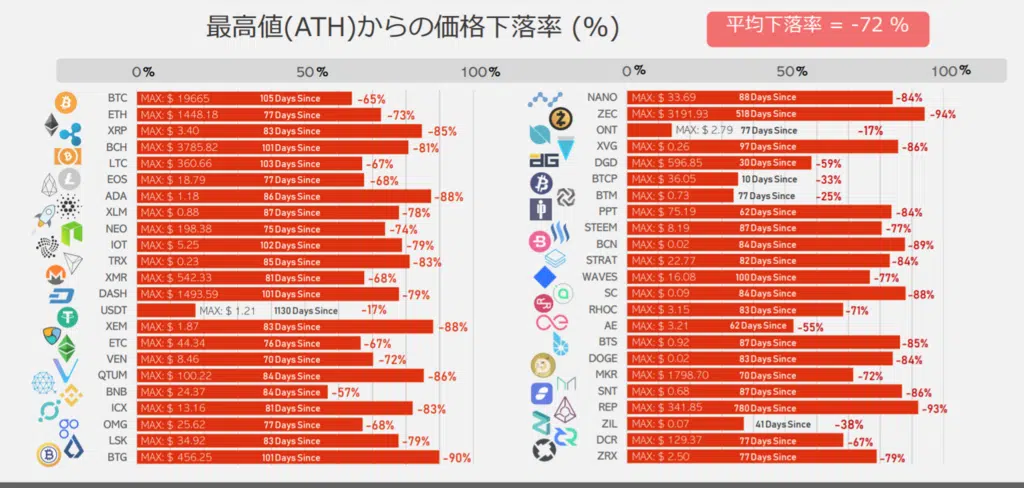 最高値(ATH)からの価格下落率 (%)
平均下落率 = -72 %
0% 50% 100%
BTC MAX: $ 19665 105 Days Since -65%
ETH MAX: $ 1448.18 77 Days Since -73%
XRP MAX: $ 3.40 83 Days Since -85%
BCH MAX: $ 3785.82 101 Days Since -81%
LTC MAX: $ 360.66 103 Days Since -67%
EOS MAX: $ 18.79 77 Days Since -68%
ADA MAX: $ 1.18 86 Days Since -88%
XLM MAX: $ 0.88 87 Days Since -78%
NEO MAX: $ 198.38 75 Days Since -74%
IOT MAX: $ 5.25 102 Days Since -79%
TRX MAX: $ 0.23 85 Days Since -83%
XMR MAX: $ 542.33 81 Days Since -68%
DASH MAX: $ 1493.59 101 Days Since -79%
USDT MAX: $ 1.21 1130 Days Since -17%
XEM MAX: $ 1.87 83 Days Since -88%
ETC MAX: $ 44.34 76 Days Since -67%
VEN MAX: $ 8.46 70 Days Since -72%
QTUM MAX: $ 100.22 84 Days Since -86%
BNB MAX: $ 24.37 84 Days Since -57%
ICX MAX: $ 13.16 81 Days Since -83%
OMG MAX: $ 25.62 77 Days Since -68%
LSK MAX: $ 34.92 83 Days Since -79%
BTG MAX: $ 456.25 101 Days Since -90%
0% 50% 100%
NANO MAX: $ 33.69 88 Days Since -84%
ZEC MAX: $ 3191.93 518 Days Since -94%
ONT MAX: $ 2.79 77 Days Since -17%
XVG MAX: $ 0.26 97 Days Since -86%
DGD MAX: $ 596.85 30 Days Since -59%
BTCP MAX: $ 36.05 10 Days Since -33%
BTM MAX: $ 0.73 77 Days Since -25%
PPT MAX: $ 75.19 62 Days Since -84%
STEEM MAX: $ 8.19 87 Days Since -77%
BCN MAX: $ 0.02 84 Days Since -89%
STRAT MAX: $ 22.77 82 Days Since -84%
WAVES MAX: $ 16.08 100 Days Since -77%
SC MAX: $ 0.09 84 Days Since -88%
RHOC MAX: $ 3.15 83 Days Since -71%
AE MAX: $ 3.21 62 Days Since -55%
BTS MAX: $ 0.92 87 Days Since -85%
DOGE MAX: $ 0.02 83 Days Since -84%
MKR MAX: $ 1798.70 70 Days Since -72%
SNT MAX: $ 0.68 87 Days Since -86%
REP MAX: $ 341.85 780 Days Since -93%
ZIL MAX: $ 0.07 41 Days Since -38%
DCR MAX: $ 129.37 77 Days Since -67%
ZRX MAX: $ 2.50 77 Days Since -79%